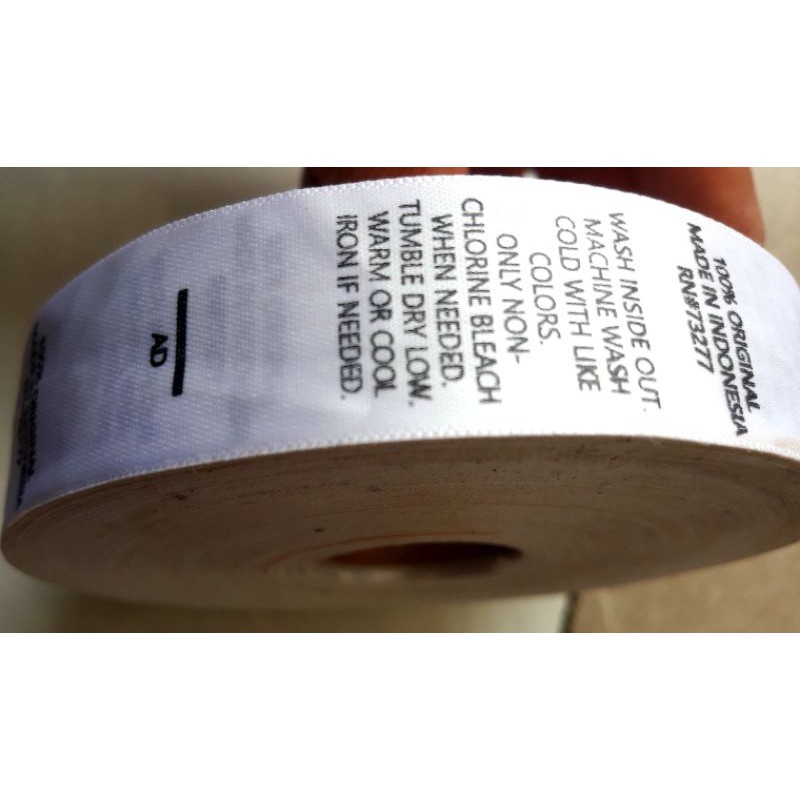 100% ORIGINAL
MADE IN INDONESIA
RN#73277
WASH INSIDE OUT.
MACHINE WASH
COLD WITH LIKE
COLORS.
ONLY NON-
CHLORINE BLEACH
WHEN NEEDED.
TUMBLE DRY LOW.
WARM OR COOL
IRON IF NEEDED.
AD